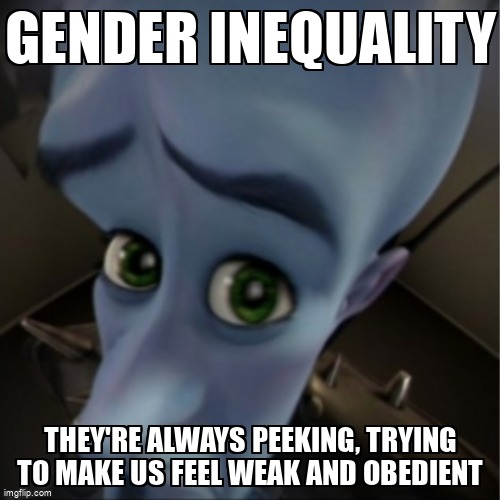 GENDER INEQUALITY
THEY'RE ALWAYS PEEKING, TRYING
TO MAKE US FEEL WEAK AND OBEDIENT
imgflip.com